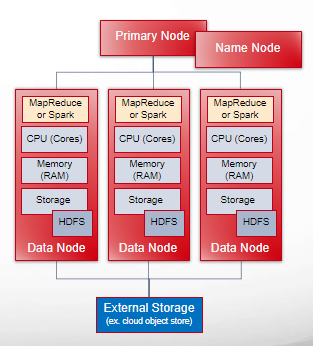 Primary Node
Name Node
MapReduce
or Spark
CPU (Cores)
Memory
(RAM)
Storage
HDFS
Data Node
MapReduce
or Spark
CPU (Cores)
Memory
(RAM)
Storage
HDFS
Data Node
MapReduce
or Spark
CPU (Cores)
Memory
(RAM)
Storage
HDFS
Data Node
External Storage
(ex. cloud object store)